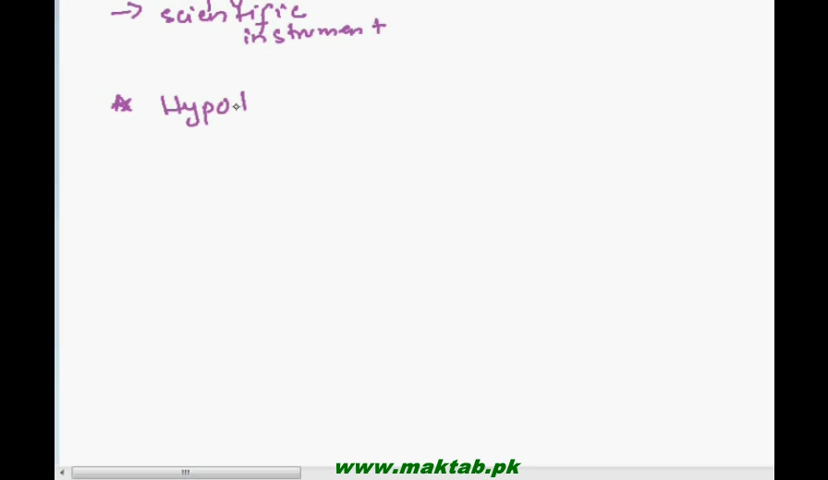 → scientific
instrument
* Hypo
www.maktab.pk